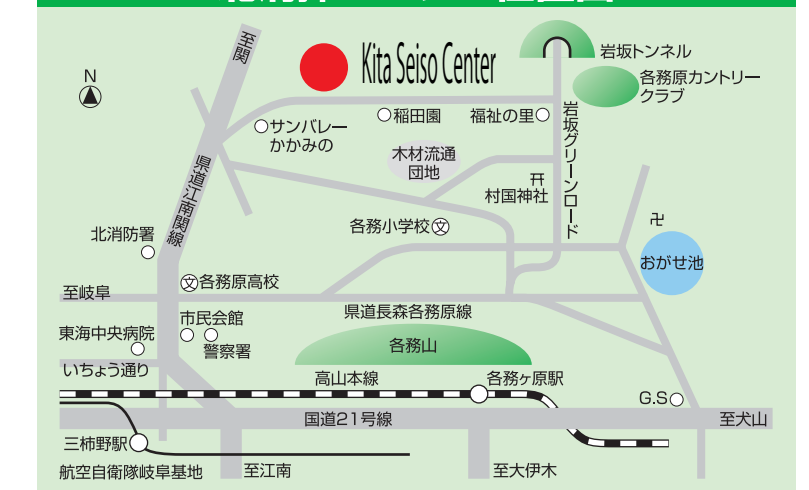 至関
Kita Seiso Center
岩坂トンネル
各務原カントリー
クラブ
N
サンバレー
かかみの
稲田園
福祉の里
岩坂グリーンロード
木材流通
団地
村国神社
県道江南関線
各務小学校
文
北消防署
卍
おがせ池
文
各務原高校
至岐阜
県道長森各務原線
市民会館
警察署
東海中央病院
各務山
いちょう通り
高山本線
各務ヶ原駅
G.S
国道21号線
至犬山
三柿野駅
航空自衛隊岐阜基地
至江南
至大伊木